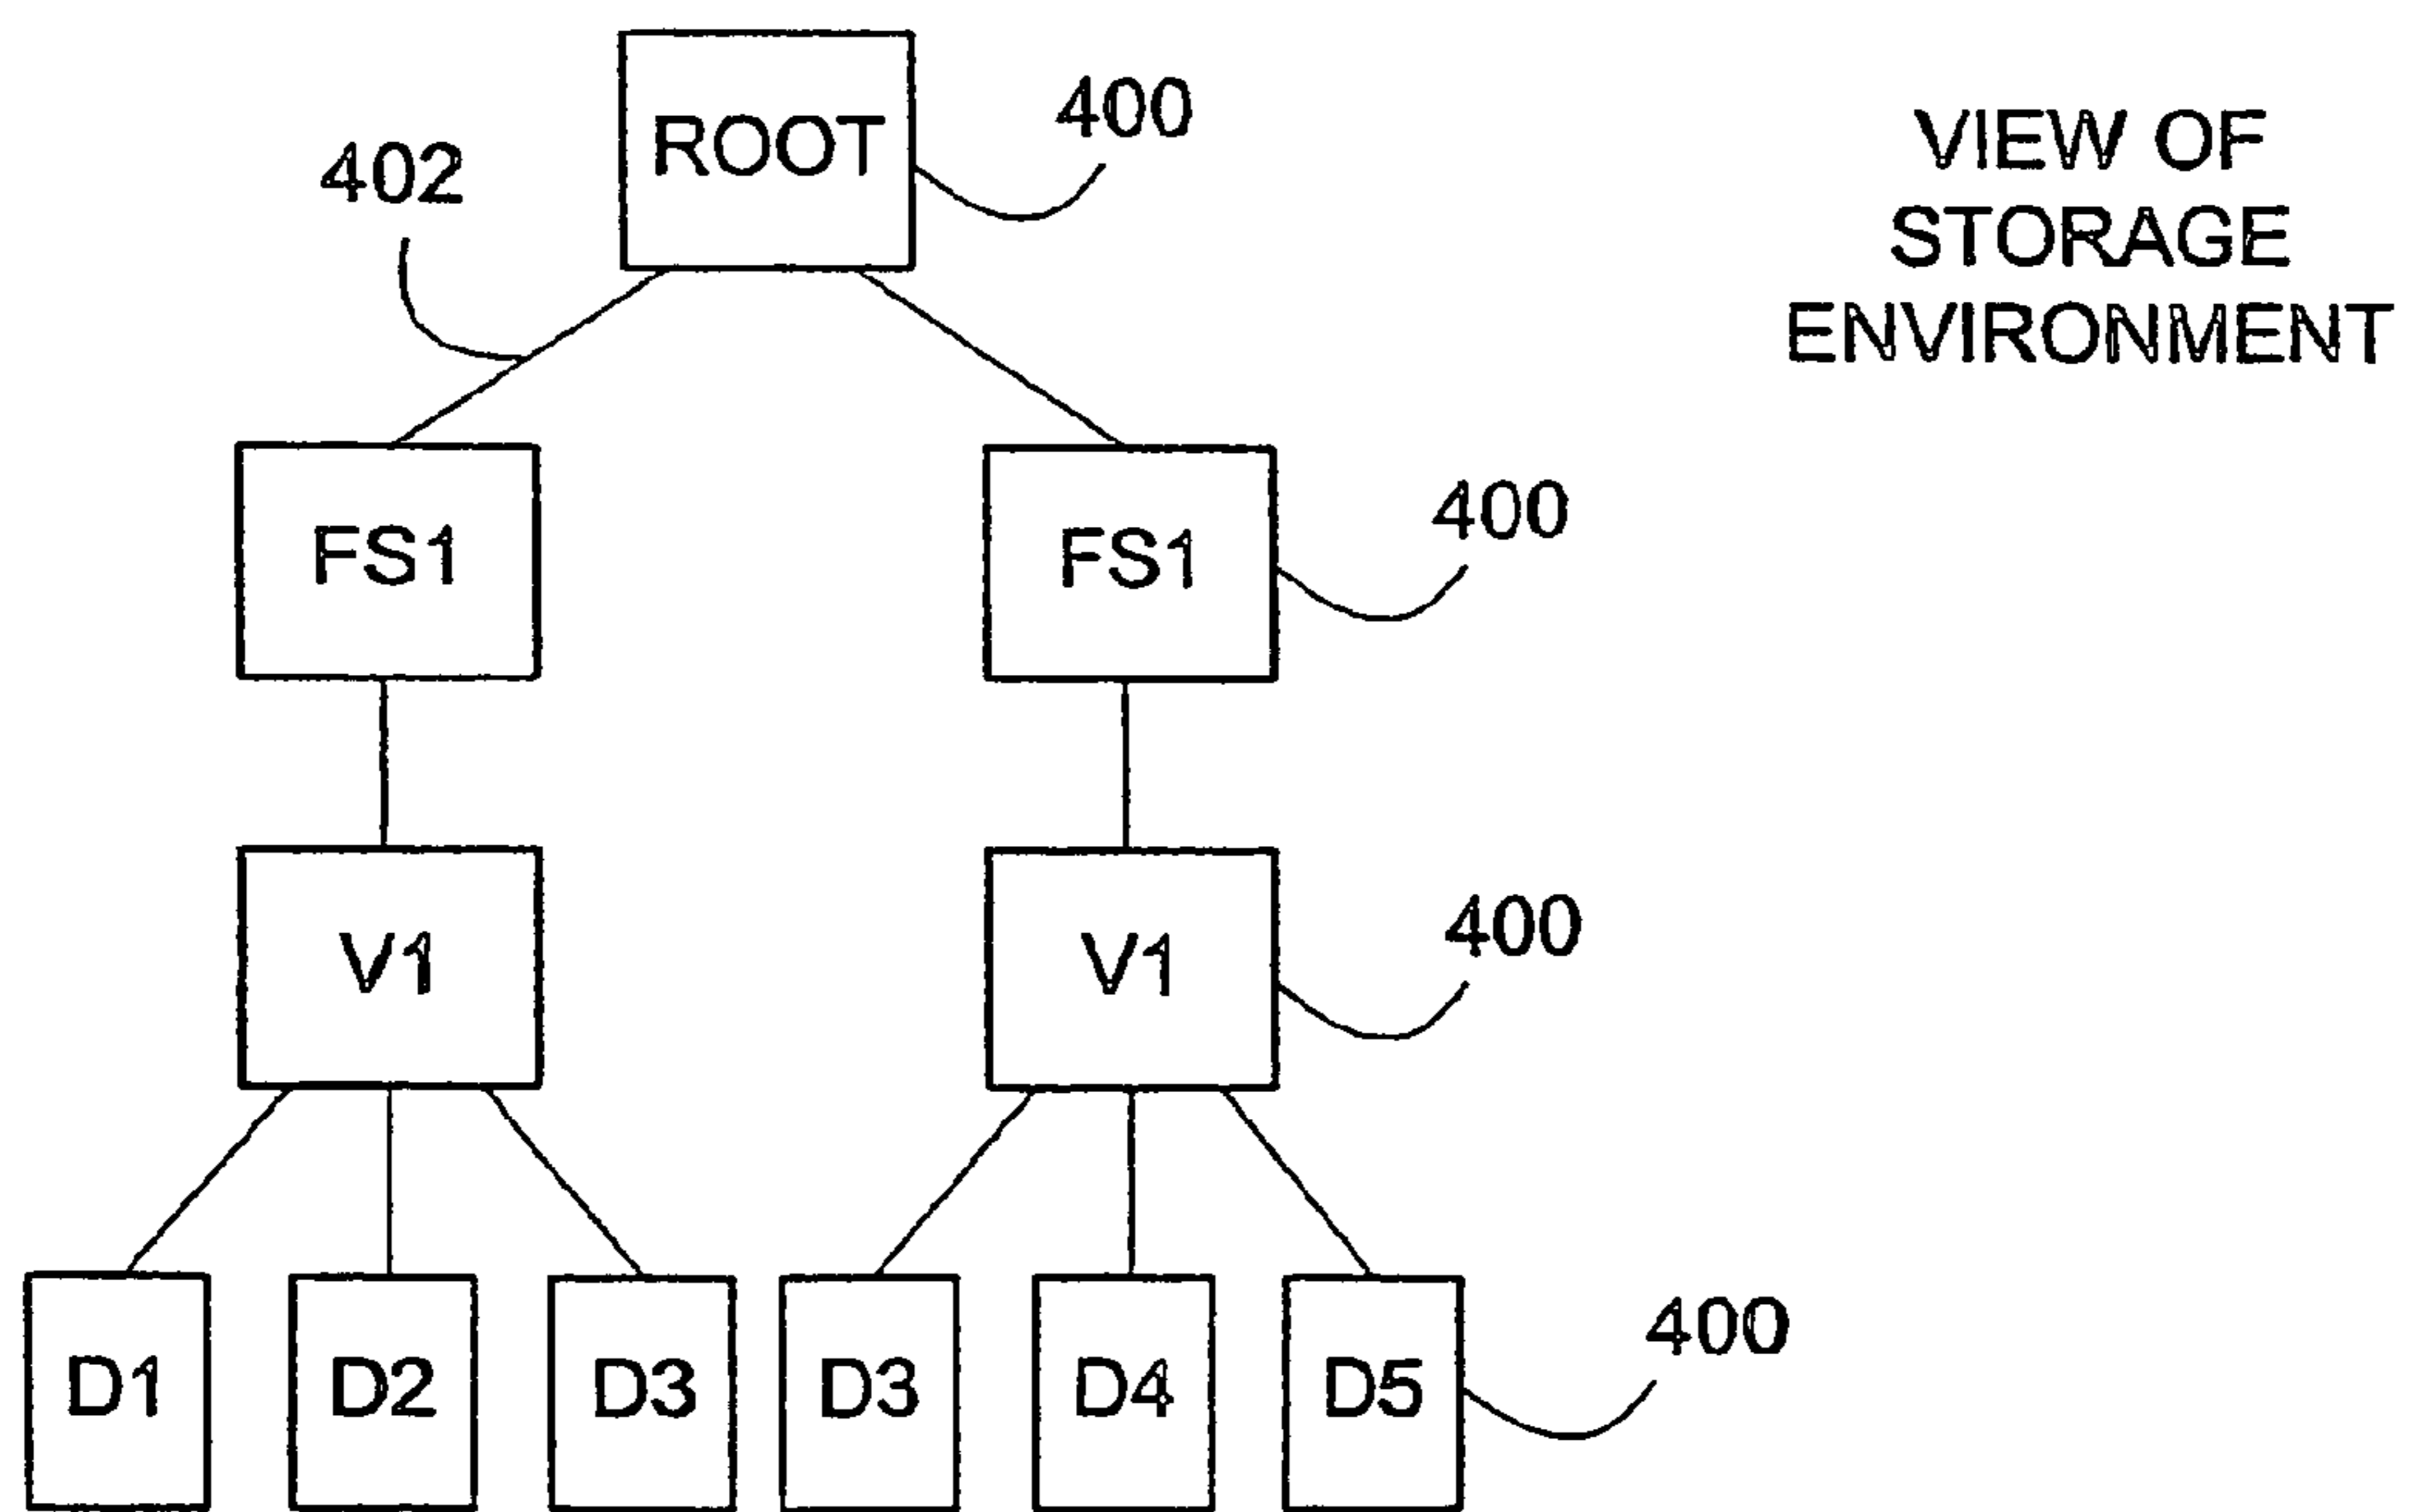 ROOT
400
402
VIEW OF
STORAGE
ENVIRONMENT
FS1
FS1
400
V1
V1
400
D1
D2
D3
D3
D4
D5
400